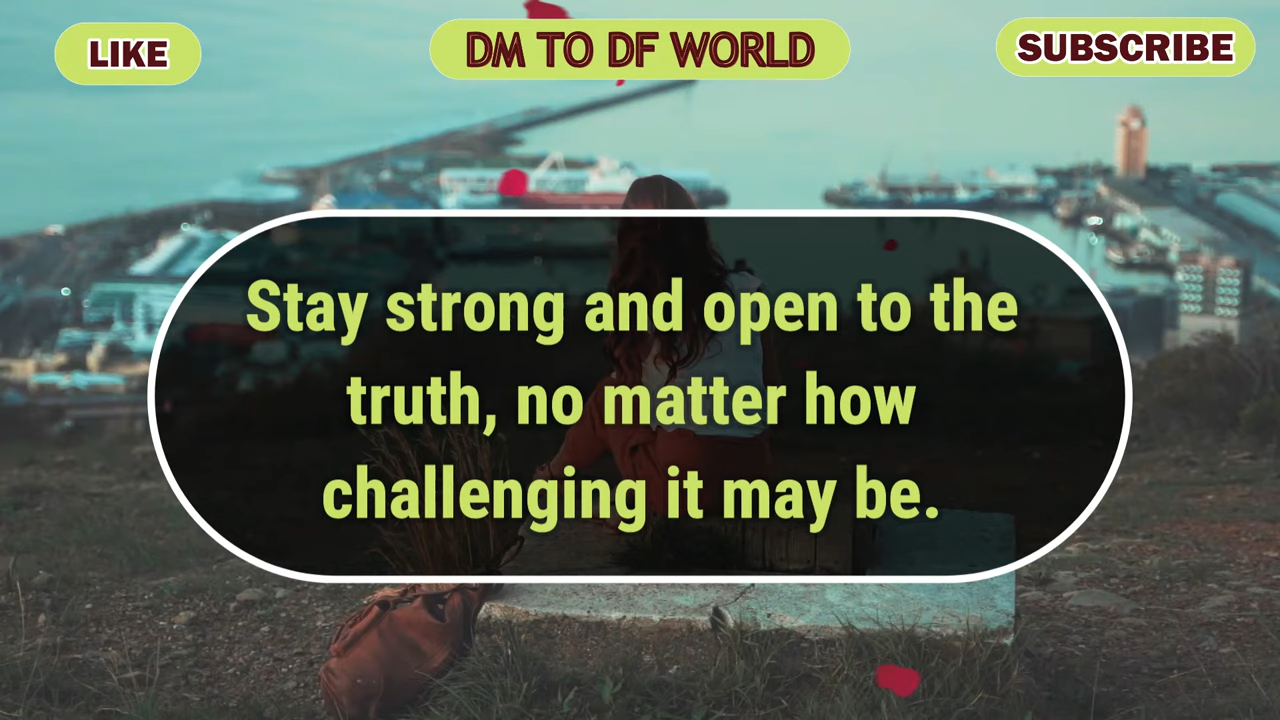 LIKE
DM TO DF WORLD
SUBSCRIBE
Stay strong and open to the
truth, no matter how
challenging it may be.